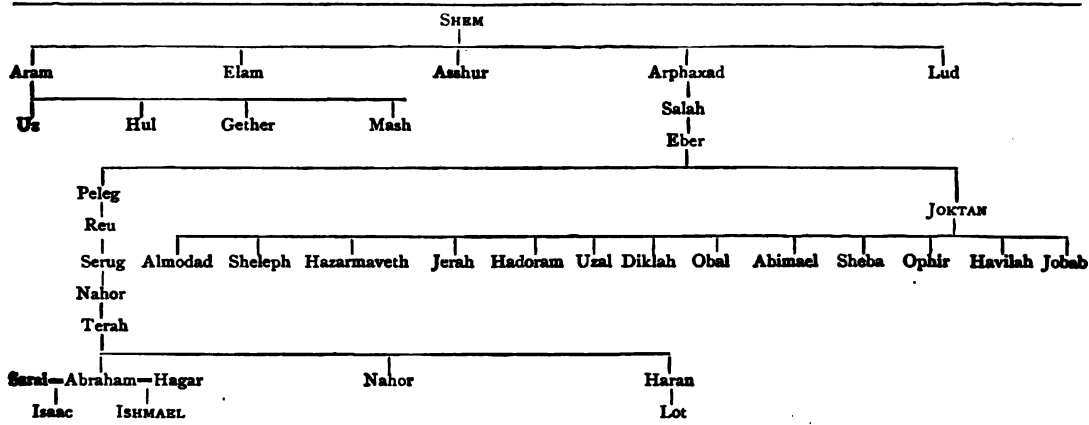 SHEM
Aram Elam Asshur Arphaxad Lud
Salah
Uz Hul Gether Mash
Eber
Peleg
JOKTAN
Reu
Serug Almodad Sheleph Hazarmaveth Jerah Hadoram Uzal Diklah Obal Abimael Sheba Ophir Havilah Jobab
Nahor
Terah
Sarai=Abraham=Hagar Nahor Haran
Isaac ISHMAEL Lot